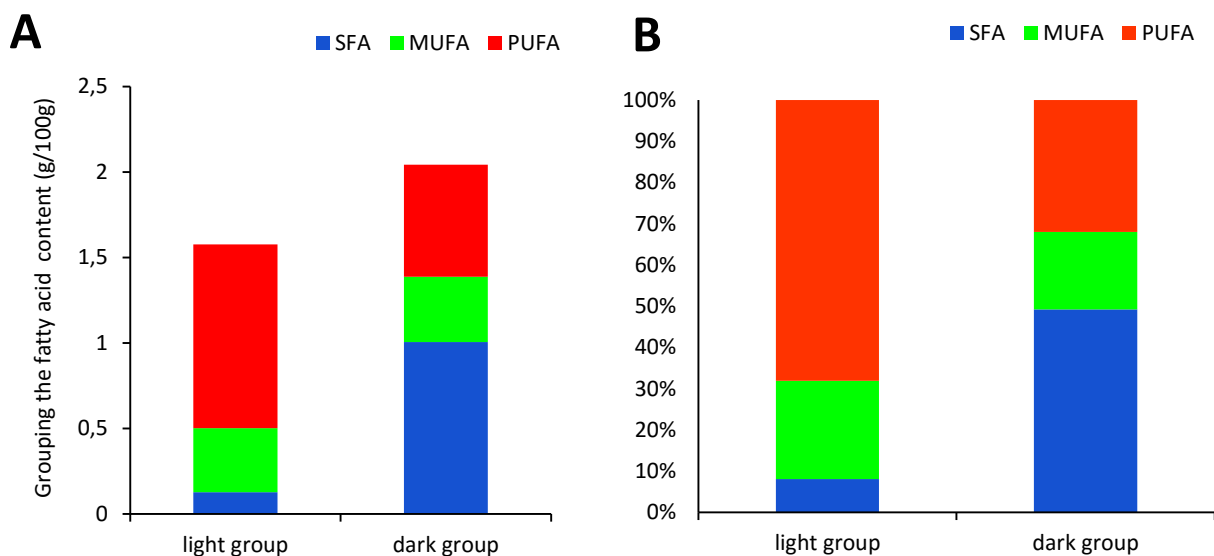 A
SFA MUFA PUFA
Grouping the fatty acid content (g/100g)
2,5
2
1,5
1
0,5
0
light group dark group
B
SFA MUFA PUFA
100%
90%
80%
70%
60%
50%
40%
30%
20%
10%
0%
light group dark group